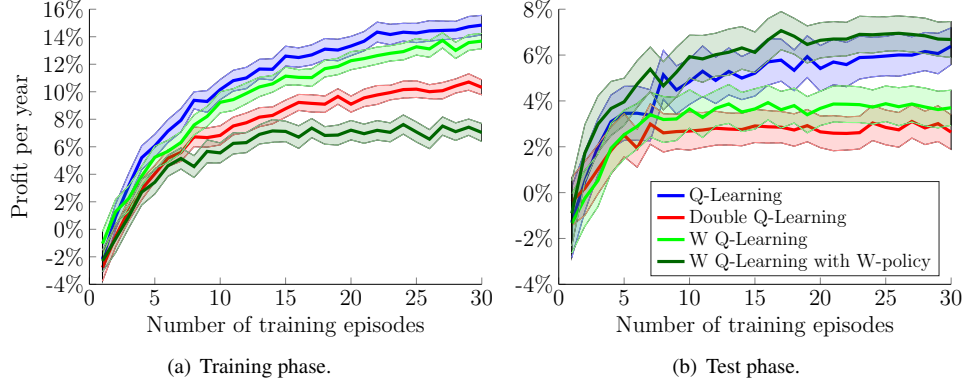 Profit per year
16%
14%
12%
10%
8%
6%
4%
2%
0%
-2%
-4%
0 5 10 15 20 25 30
Number of training episodes
(a) Training phase.
8%
6%
4%
2%
0%
-2%
-4%
Q-Learning
Double Q-Learning
W Q-Learning
W Q-Learning with W-policy
0 5 10 15 20 25 30
Number of training episodes
(b) Test phase.